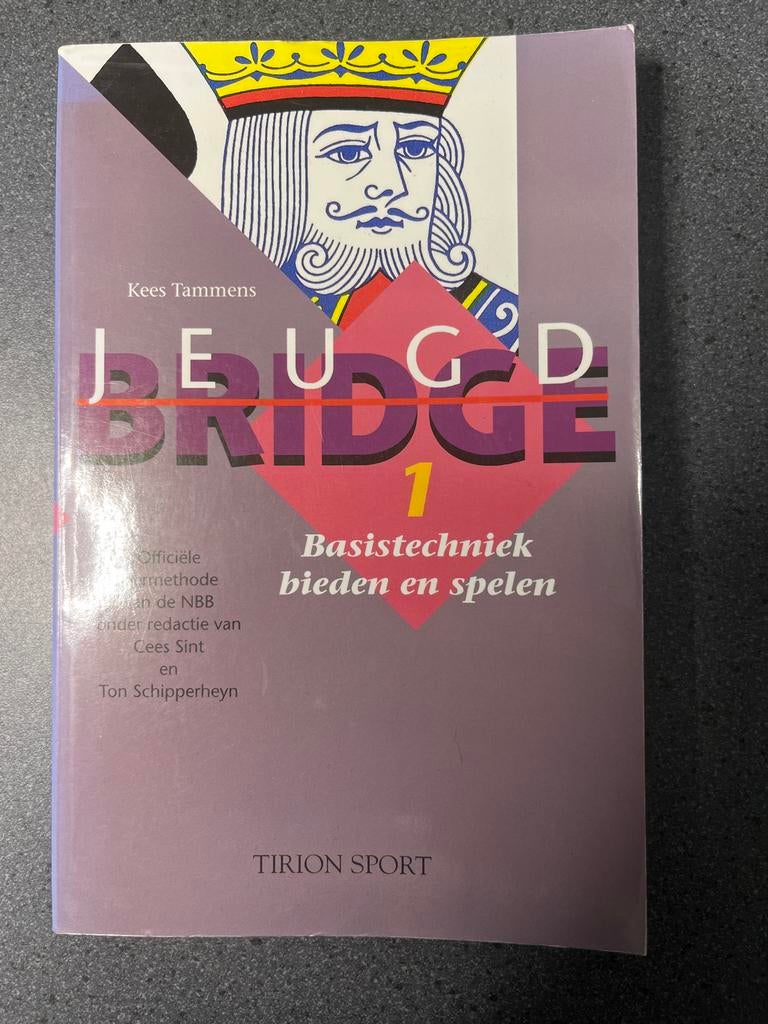 Kees Tammens
JEUGD
BRIDGE
1
Basistechniek
bieden en spelen
Officiële
van de NBB
onder redactie van
Cees Sint
en
Ton Schipperheyn
TIRION SPORT